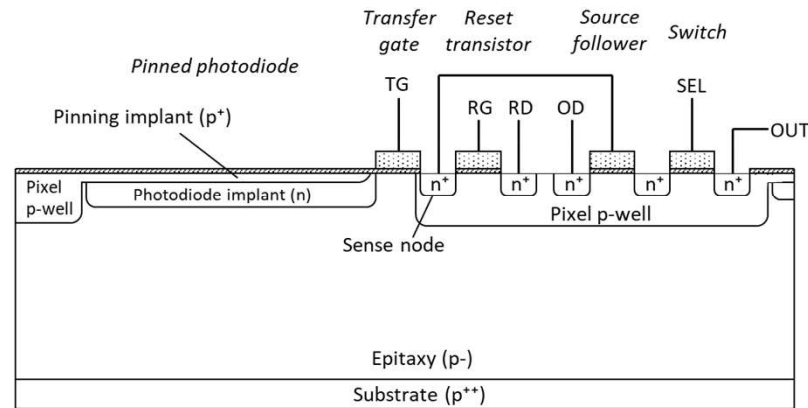 Transfer
gate
Reset
transistor
Source
follower
Switch
Pinned photodiode
TG
RG
RD
OD
SEL
OUT
Pinning implant (p⁺)
Pixel
p-well
Photodiode implant (n)
n⁺
n⁺
n⁺
n⁺
n⁺
Pixel p-well
Sense node
Epitaxy (p-)
Substrate (p⁺⁺)